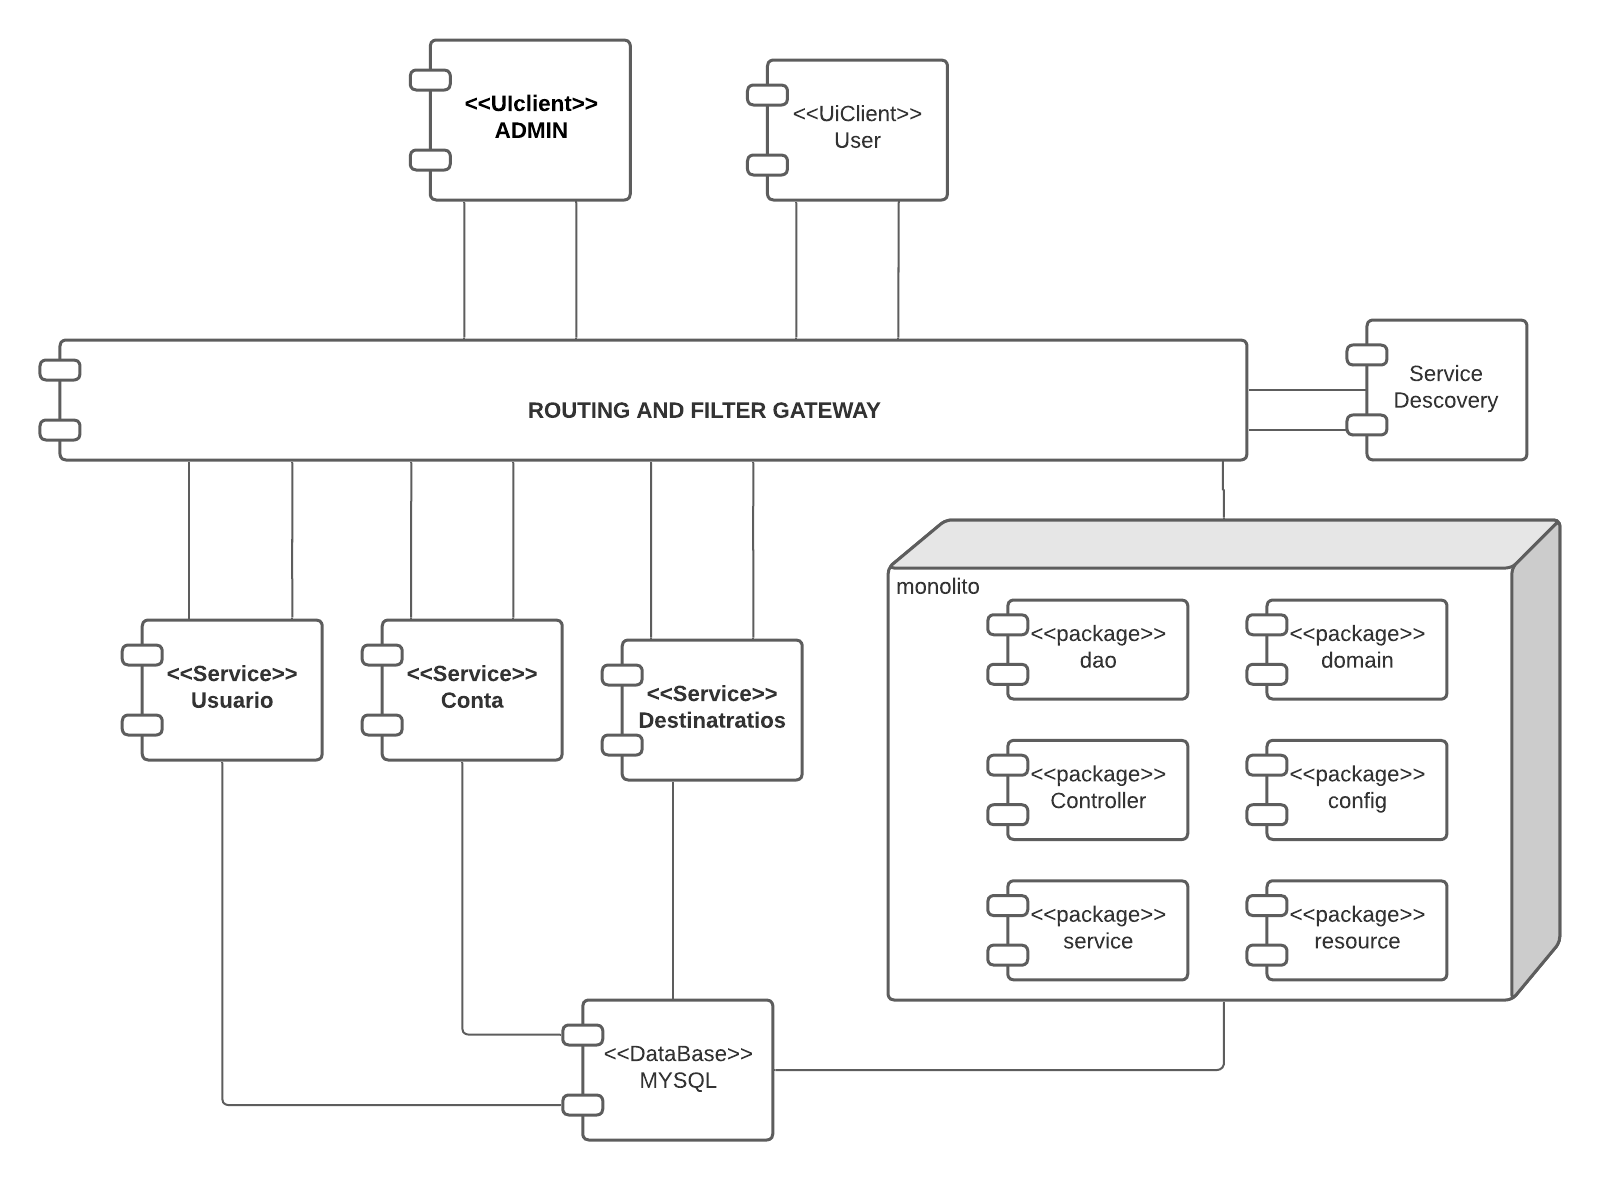 <<UIclient>>
ADMIN
<<UiClient>>
User
ROUTING AND FILTER GATEWAY
Service
Descovery
monolito
<<package>>
dao
<<package>>
domain
<<Service>>
Usuario
<<Service>>
Conta
<<Service>>
Destinatratios
<<package>>
Controller
<<package>>
config
<<package>>
service
<<package>>
resource
<<DataBase>>
MYSQL